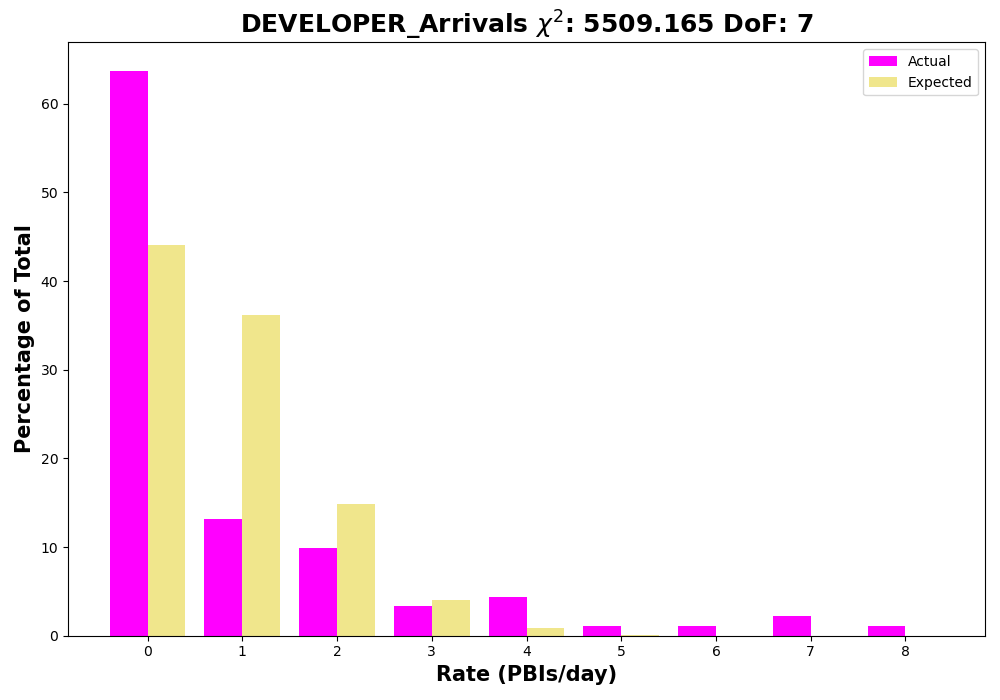 DEVELOPER_Arrivals χ²: 5509.165 DoF: 7
Actual
Expected
Percentage of Total
60
50
40
30
20
10
0
0 1 2 3 4 5 6 7 8
Rate (PBIs/day)